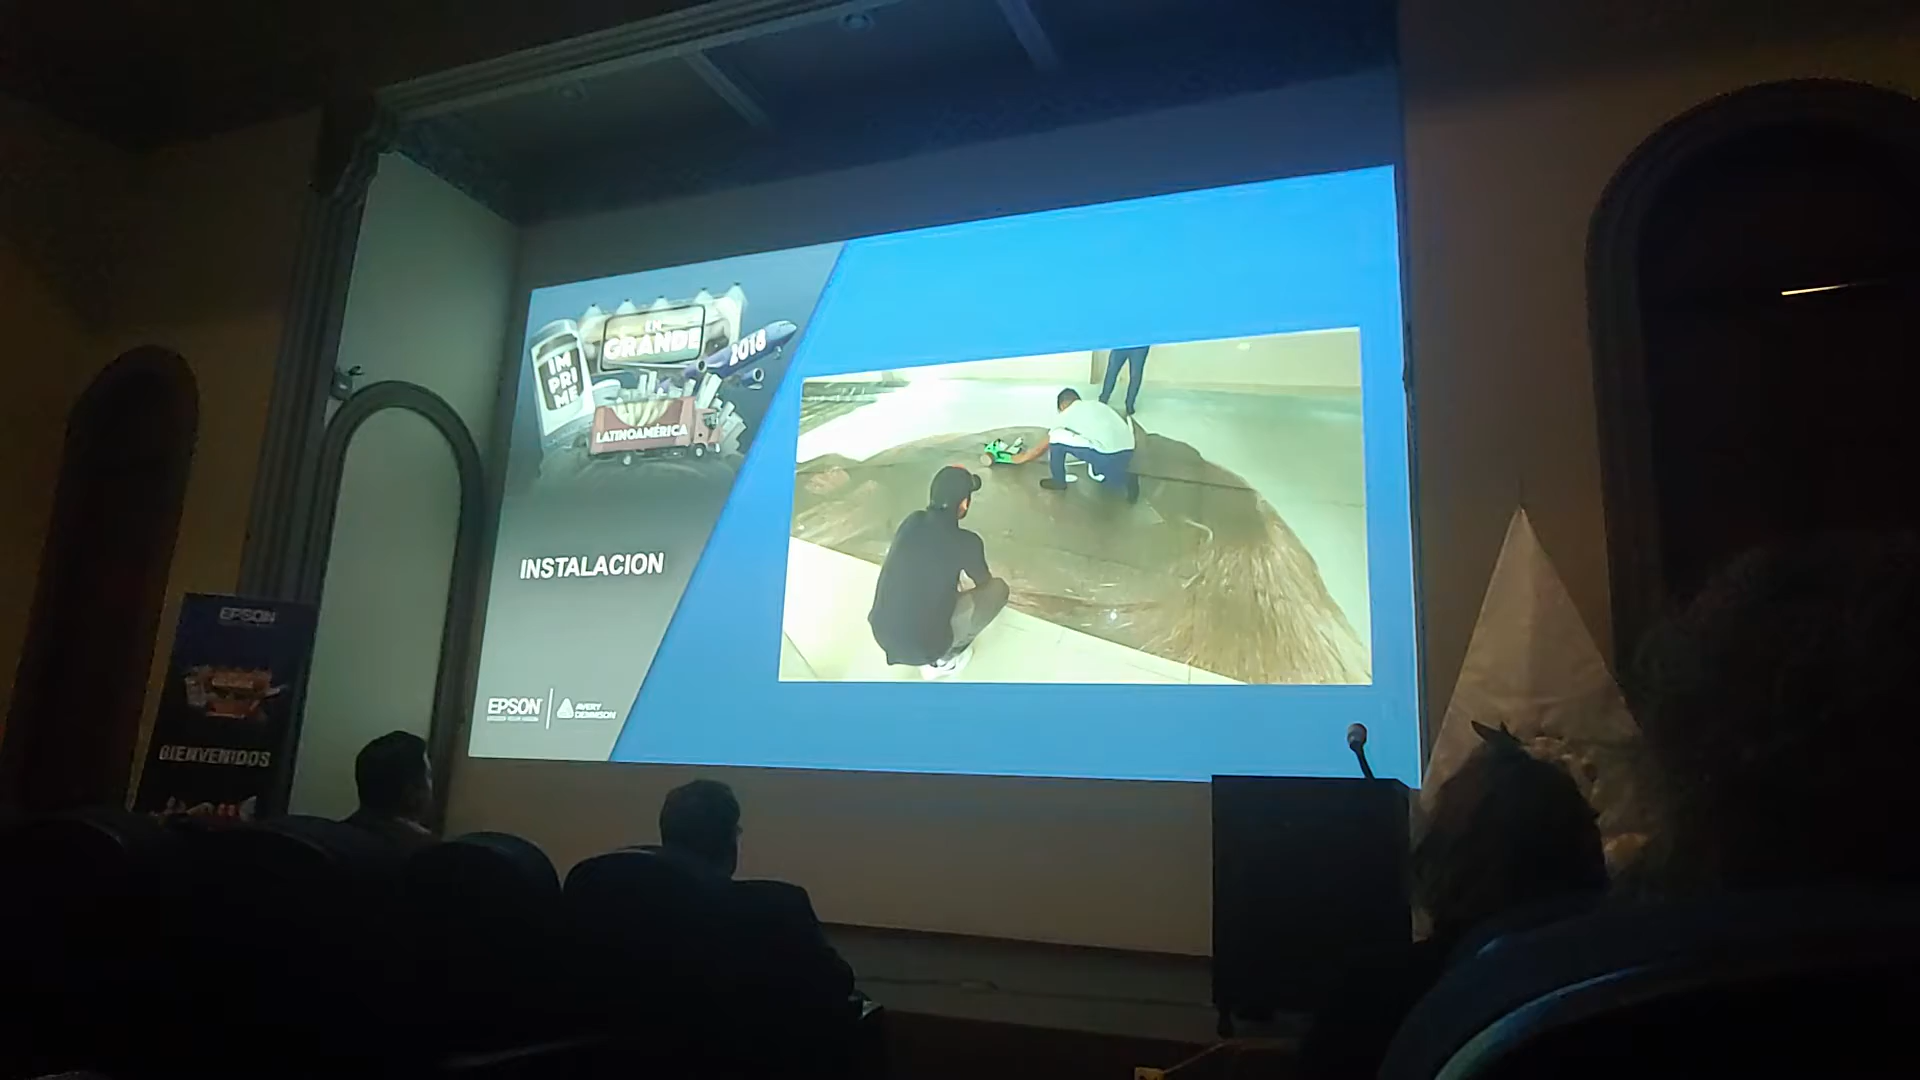 IM
PRI
ME
EN
GRANDE
2018
LATINOAMÉRICA
INSTALACION
EPSON
AVERY
DENNISON
EPSON
BIENVENIDOS